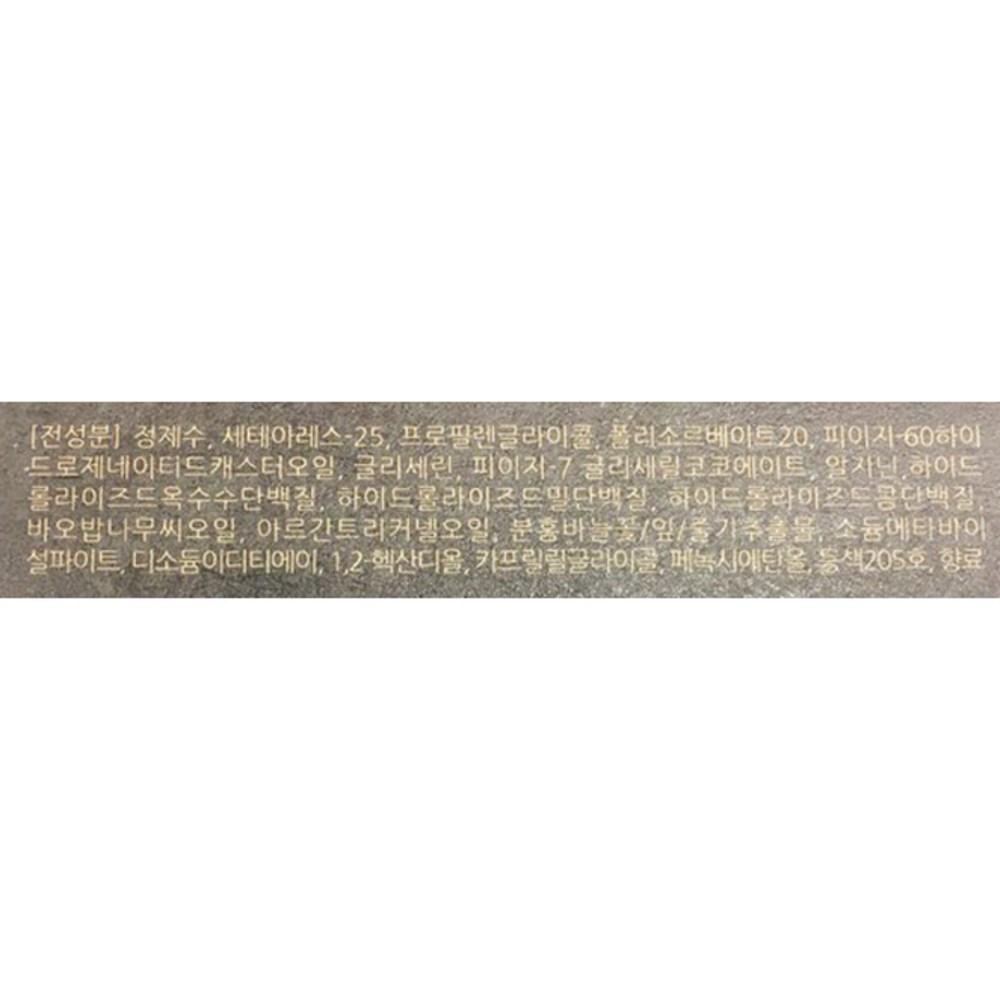 [전성분] 정제수, 세테아레스-25, 프로필렌글라이콜, 폴리소르베이트20, 피이지-60하이
드로제네이티드캐스터오일, 글리세린, 피이지-7 글리세릴코코에이트, 알지닌, 하이드
롤라이즈드옥수수단백질, 하이드롤라이즈드밀단백질, 하이드롤라이즈드콩단백질,
바오밥나무씨오일, 아르간트리커넬오일, 분홍바늘꽃/잎/줄기추출물, 소듐메타바이
설파이트, 디소듐이디티에이, 1,2-헥산디올, 카프릴릴글라이콜, 페녹시에탄올, 등색205호, 향료